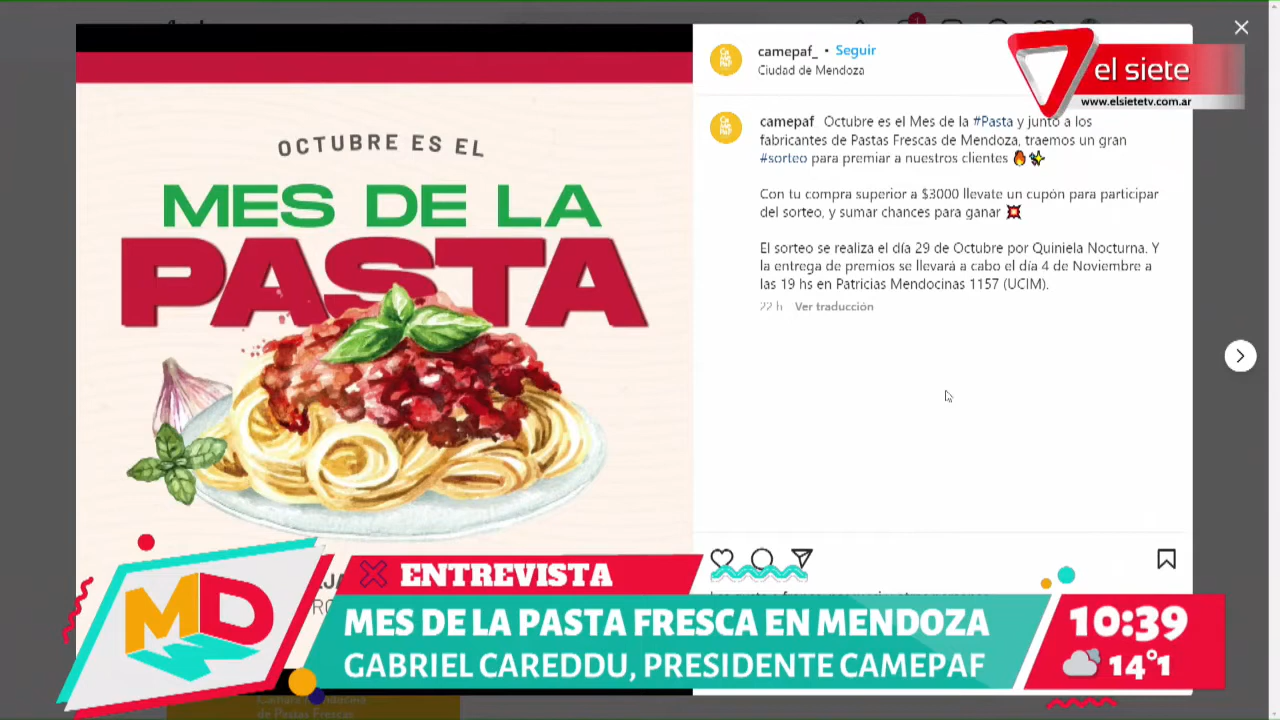 camepaf_ • Seguir
Ciudad de Mendoza
el siete
www.elsietetv.com.ar
OCTUBRE ES EL
MES DE LA
PASTA
camepaf_ Octubre es el Mes de la #Pasta y junto a los
fabricantes de Pastas Frescas de Mendoza, traemos un gran
#sorteo para premiar a nuestros clientes 🔥✨
Con tu compra superior a $3000 llevate un cupón para participar
del sorteo, y sumar chances para ganar 💥
El sorteo se realiza el día 29 de Octubre por Quiniela Nocturna. Y
la entrega de premios se llevará a cabo el día 4 de Noviembre a
las 19 hs en Patricias Mendocinas 1157 (UCIM).
22 h Ver traducción
MD
ENTREVISTA
MES DE LA PASTA FRESCA EN MENDOZA
GABRIEL CAREDDU, PRESIDENTE CAMEPAF
10:39
14°1
de Pastas Frescas